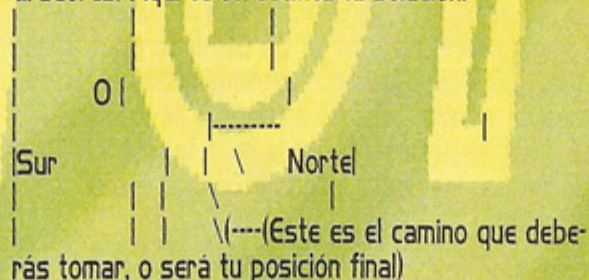 |          |          |
|          |          |
|     O |          |
|---------          |
|Sur     |   |  \    Norte|
|     |  |    \          |
|     |  |    \(----(Este es el camino que debe-
rás tomar, o será tu posición final)